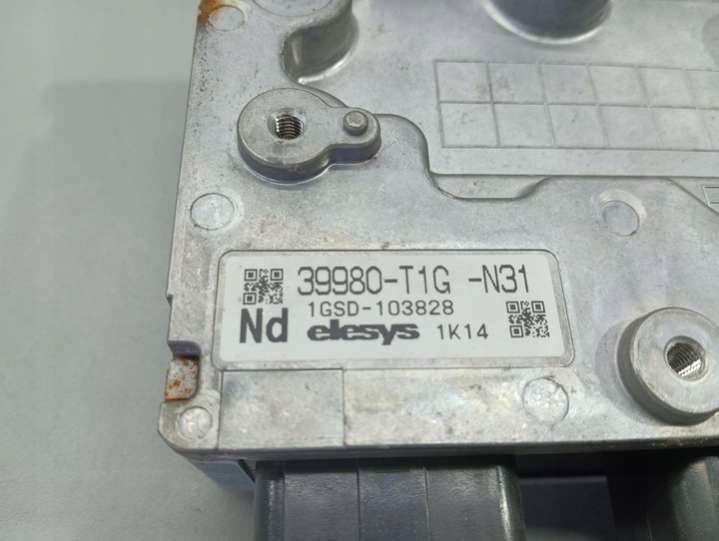 39980-T1G -N31
1GSD-103828
Nd elesys 1K14